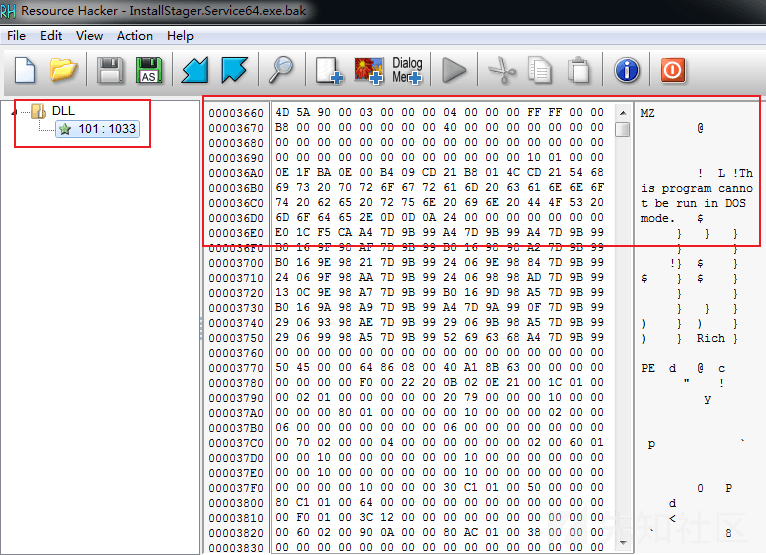 Resource Hacker - InstallStager.Service64.exe.bak
File Edit View Action Help
AS
Dialog
Mer
DLL
101 : 1033
00003660 4D 5A 90 00 03 00 00 00 04 00 00 00 FF FF 00 00 MZ
00003670 B8 00 00 00 00 00 00 00 40 00 00 00 00 00 00 00 @
00003680 00 00 00 00 00 00 00 00 00 00 00 00 00 00 00 00
00003690 00 00 00 00 00 00 00 00 00 00 00 00 10 01 00 00
000036A0 0E 1F BA 0E 00 B4 09 CD 21 B8 01 4C CD 21 54 68 ! L !Th
000036B0 69 73 20 70 72 6F 67 72 61 6D 20 63 61 6E 6E 6F is program canno
000036C0 74 20 62 65 20 72 75 6E 20 69 6E 20 44 4F 53 20 t be run in DOS
000036D0 6D 6F 64 65 2E 0D 0D 0A 24 00 00 00 00 00 00 00 mode. $
000036E0 E0 1C F5 CA A4 7D 9B 99 A4 7D 9B 99 A4 7D 9B 99 } } }
000036F0 B0 16 9F 98 AF 7D 9B 99 B0 16 98 98 A2 7D 9B 99 } }
00003700 B0 16 9E 98 21 7D 9B 99 24 06 9E 98 84 7D 9B 99 !} $ }
00003710 24 06 9F 98 AA 7D 9B 99 24 06 98 98 AD 7D 9B 99 $ } $ }
00003720 13 0C 9E 98 A7 7D 9B 99 B0 16 9D 98 A5 7D 9B 99 } }
00003730 B0 16 9A 98 A9 7D 9B 99 A4 7D 9A 99 0F 7D 9B 99 } } }
00003740 29 06 93 98 AE 7D 9B 99 29 06 9B 98 A5 7D 9B 99 ) } ) }
00003750 29 06 99 98 A5 7D 9B 99 52 69 63 68 A4 7D 9B 99 ) } Rich }
00003760 00 00 00 00 00 00 00 00 00 00 00 00 00 00 00 00
00003770 50 45 00 00 64 86 08 00 40 A1 8B 63 00 00 00 00 PE d @ c
00003780 00 00 00 00 F0 00 22 20 0B 02 0E 21 00 1C 01 00 " !
00003790 00 02 01 00 00 00 00 00 20 79 00 00 00 10 00 00 y
000037A0 00 00 00 80 01 00 00 00 00 10 00 00 00 02 00 00
000037B0 06 00 00 00 00 00 00 00 06 00 00 00 00 00 00 00
000037C0 00 70 02 00 00 04 00 00 00 00 00 00 02 00 60 01 p `
000037D0 00 00 10 00 00 00 00 00 00 10 00 00 00 00 00 00
000037E0 00 00 10 00 00 00 00 00 00 10 00 00 00 00 00 00
000037F0 00 00 00 00 10 00 00 00 30 C1 01 00 50 00 00 00 0 P
00003800 80 C1 01 00 64 00 00 00 00 00 00 00 00 00 00 00 d
00003810 00 F0 01 00 3C 12 00 00 00 00 00 00 00 00 00 00 <
00003820 00 60 02 00 90 0A 00 00 80 AC 01 00 38 00 00 00 ` 8
00003830 00 00 00 00 00 00 00 00 00 00 00 00 00 00 00 00
先知社区